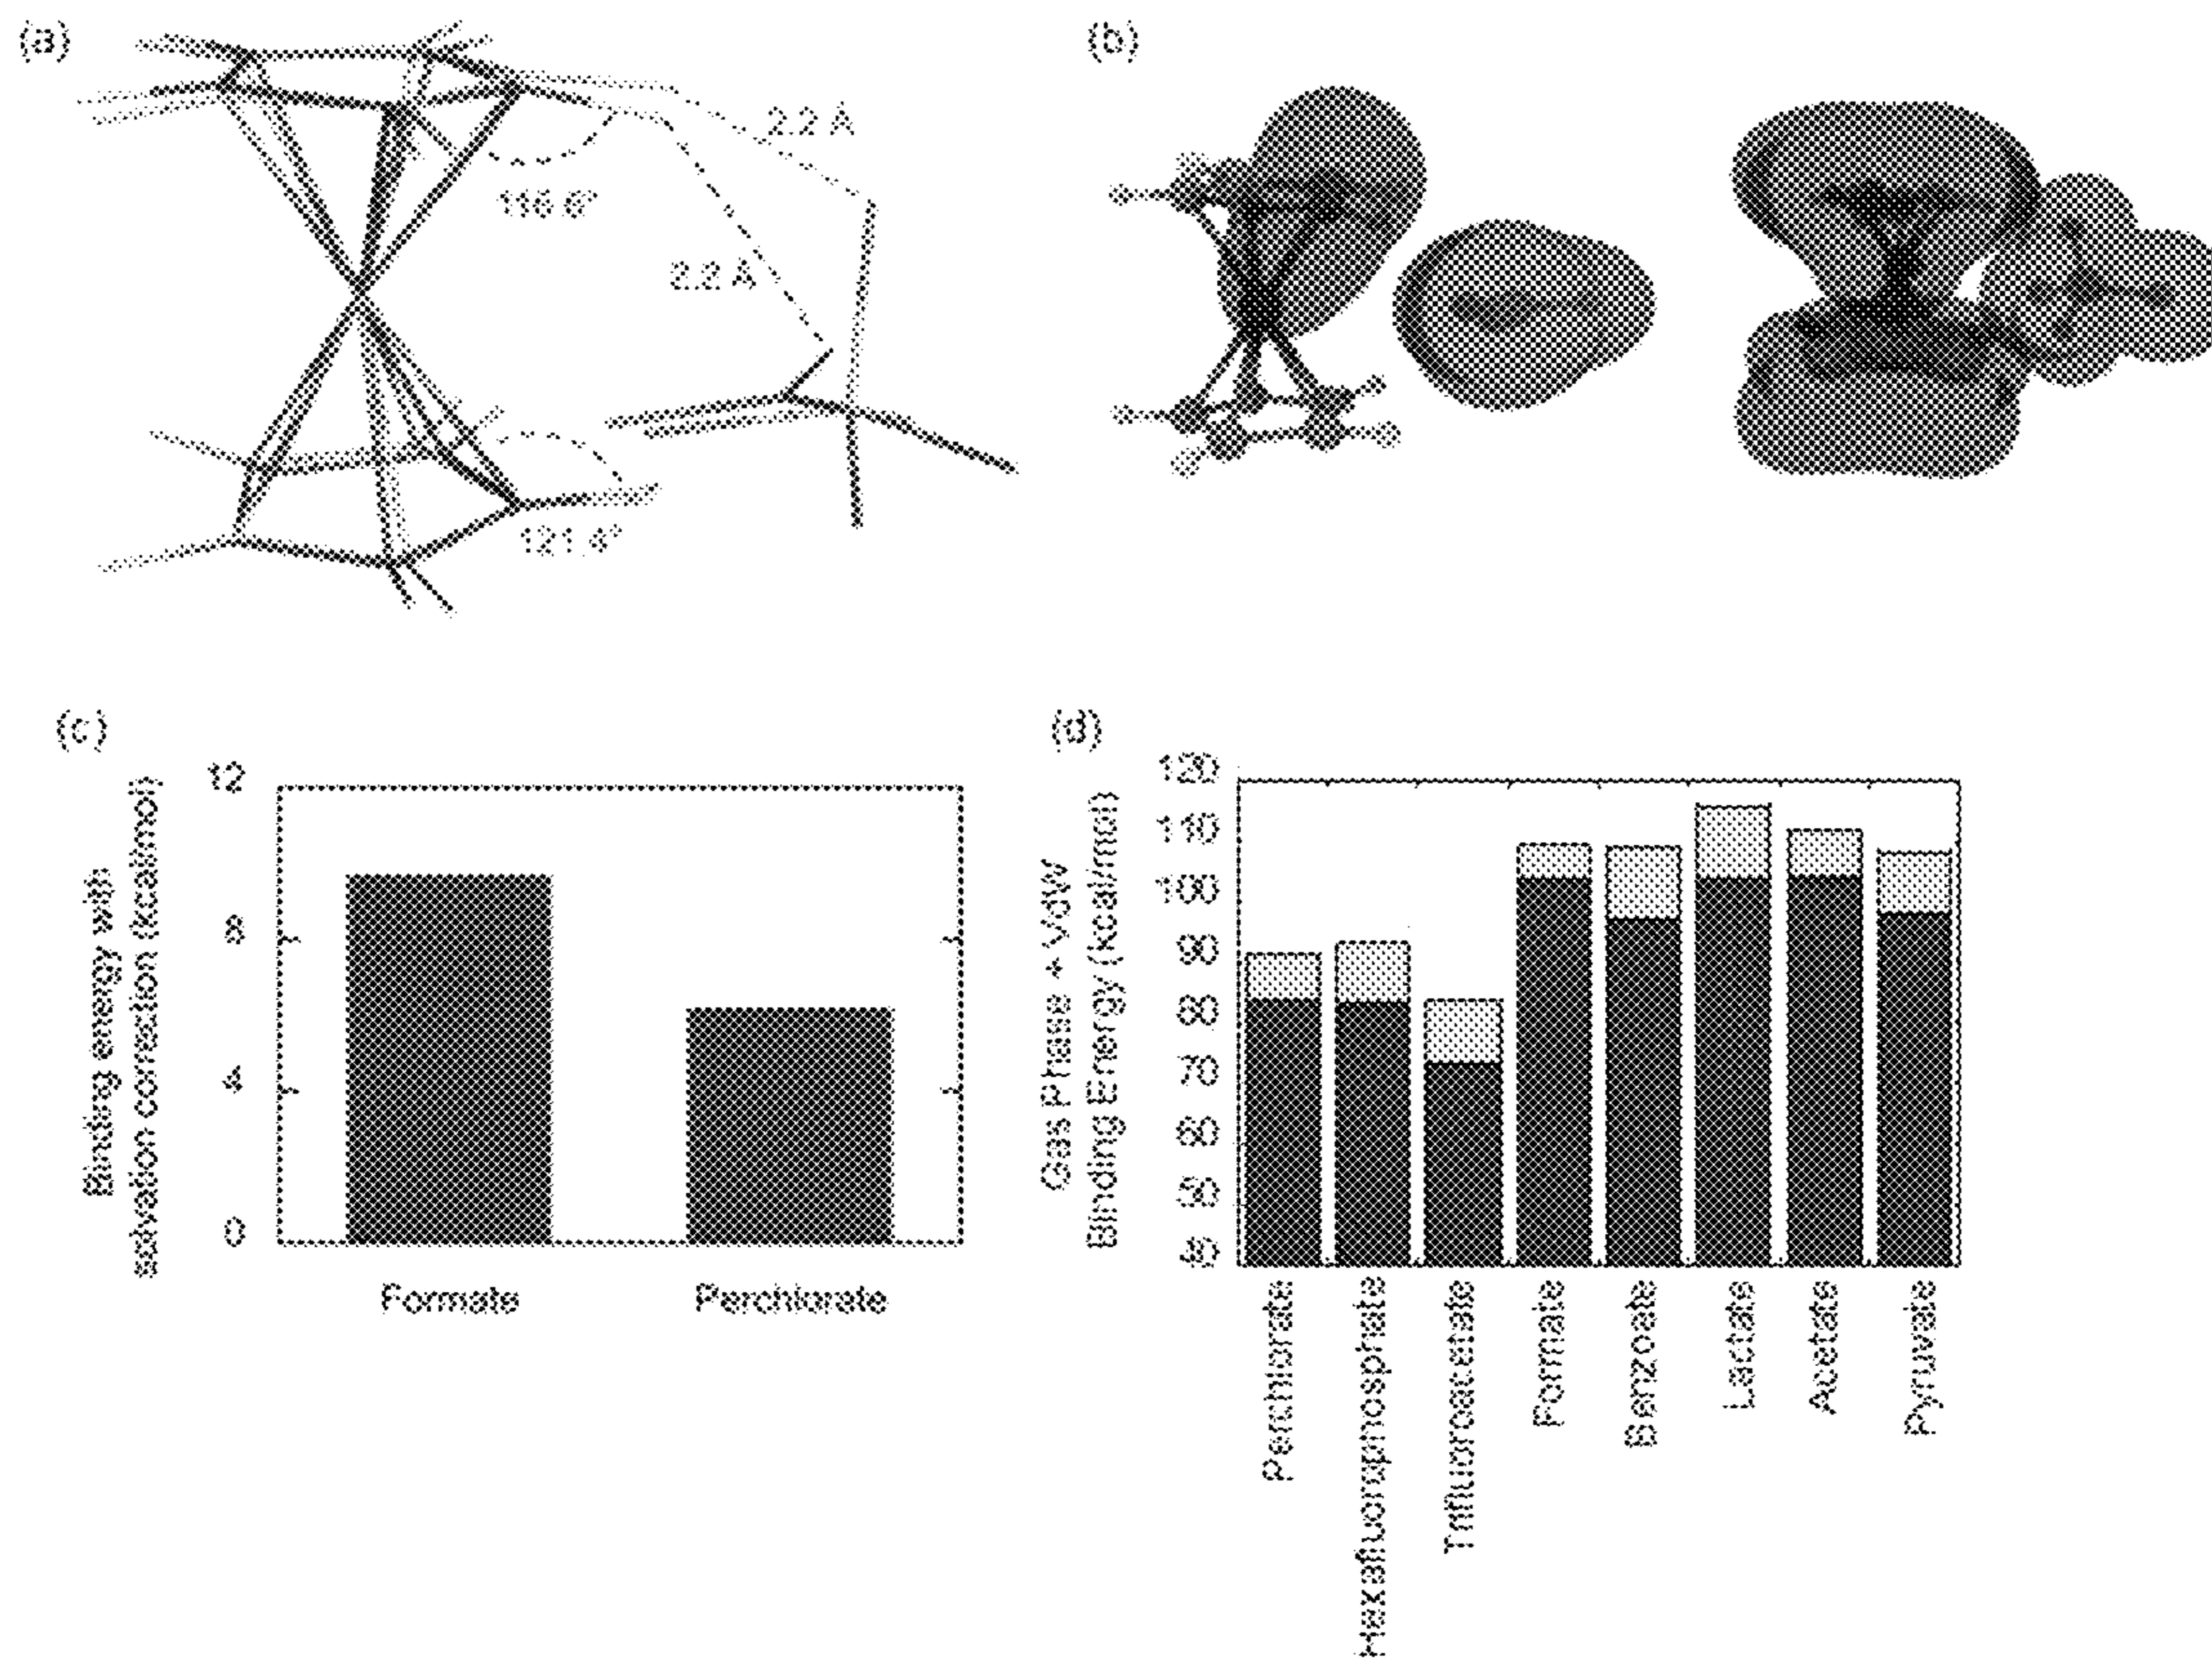 (a)
2.2 Å
116.6°
2.2 Å
121.4°
(b)
(c)
Binding energy with
solvation correction (kcal/mol)
12
8
4
0
Formate
Perchlorate
(d)
Gas Phase + VdW
Binding Energy (kcal/mol)
120
110
100
90
80
70
60
50
40
Perchlorate
Hexafluorophosphate
Trifluoroacetate
Formate
Benzoate
Lactate
Acetate
Pyruvate